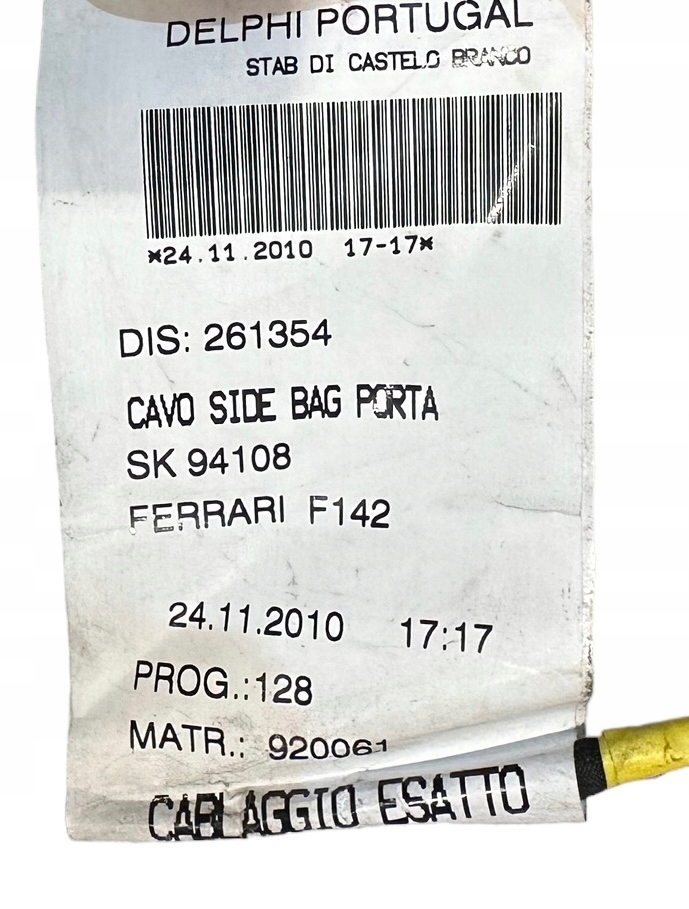 DELPHI PORTUGAL
STAB DI CASTELO BRANCO
*24.11.2010 17-17*
DIS: 261354
CAVO SIDE BAG PORTA
SK 94108
FERRARI F142
24.11.2010 17:17
PROG.:128
MATR.: 920061
CABLAGGIO ESATTO